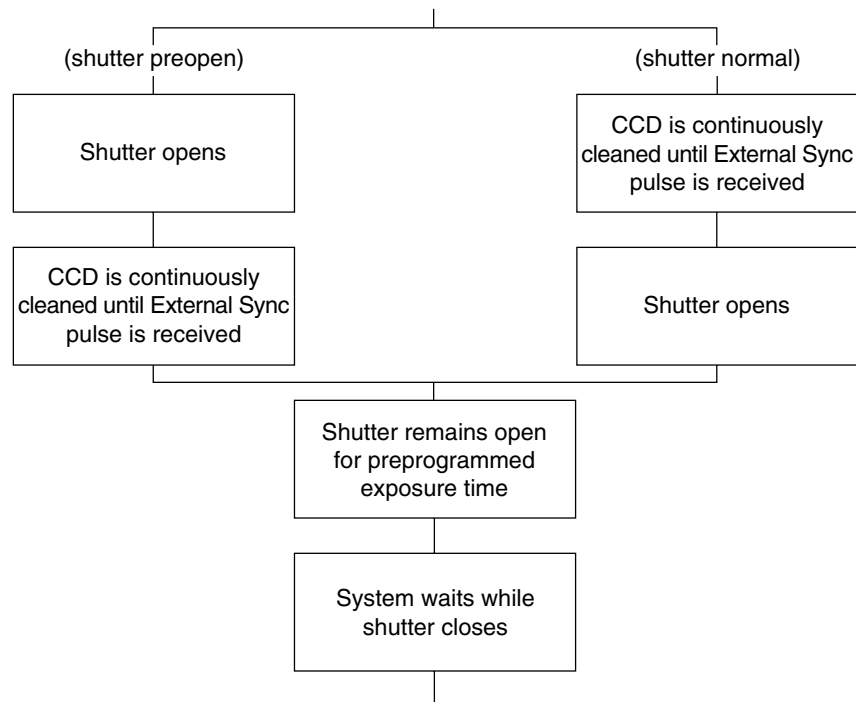 (shutter preopen)
(shutter normal)
Shutter opens
CCD is continuously
cleaned until External Sync
pulse is received
CCD is continuously
cleaned until External Sync
pulse is received
Shutter opens
Shutter remains open
for preprogrammed
exposure time
System waits while
shutter closes